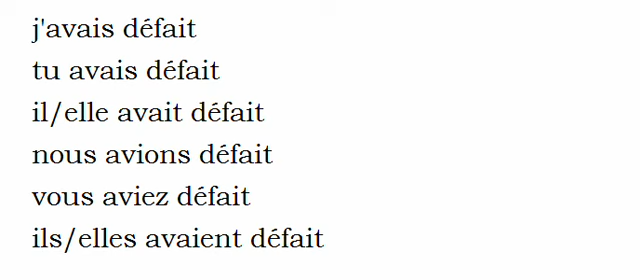 j'avais défait
tu avais défait
il/elle avait défait
nous avions défait
vous aviez défait
ils/elles avaient défait